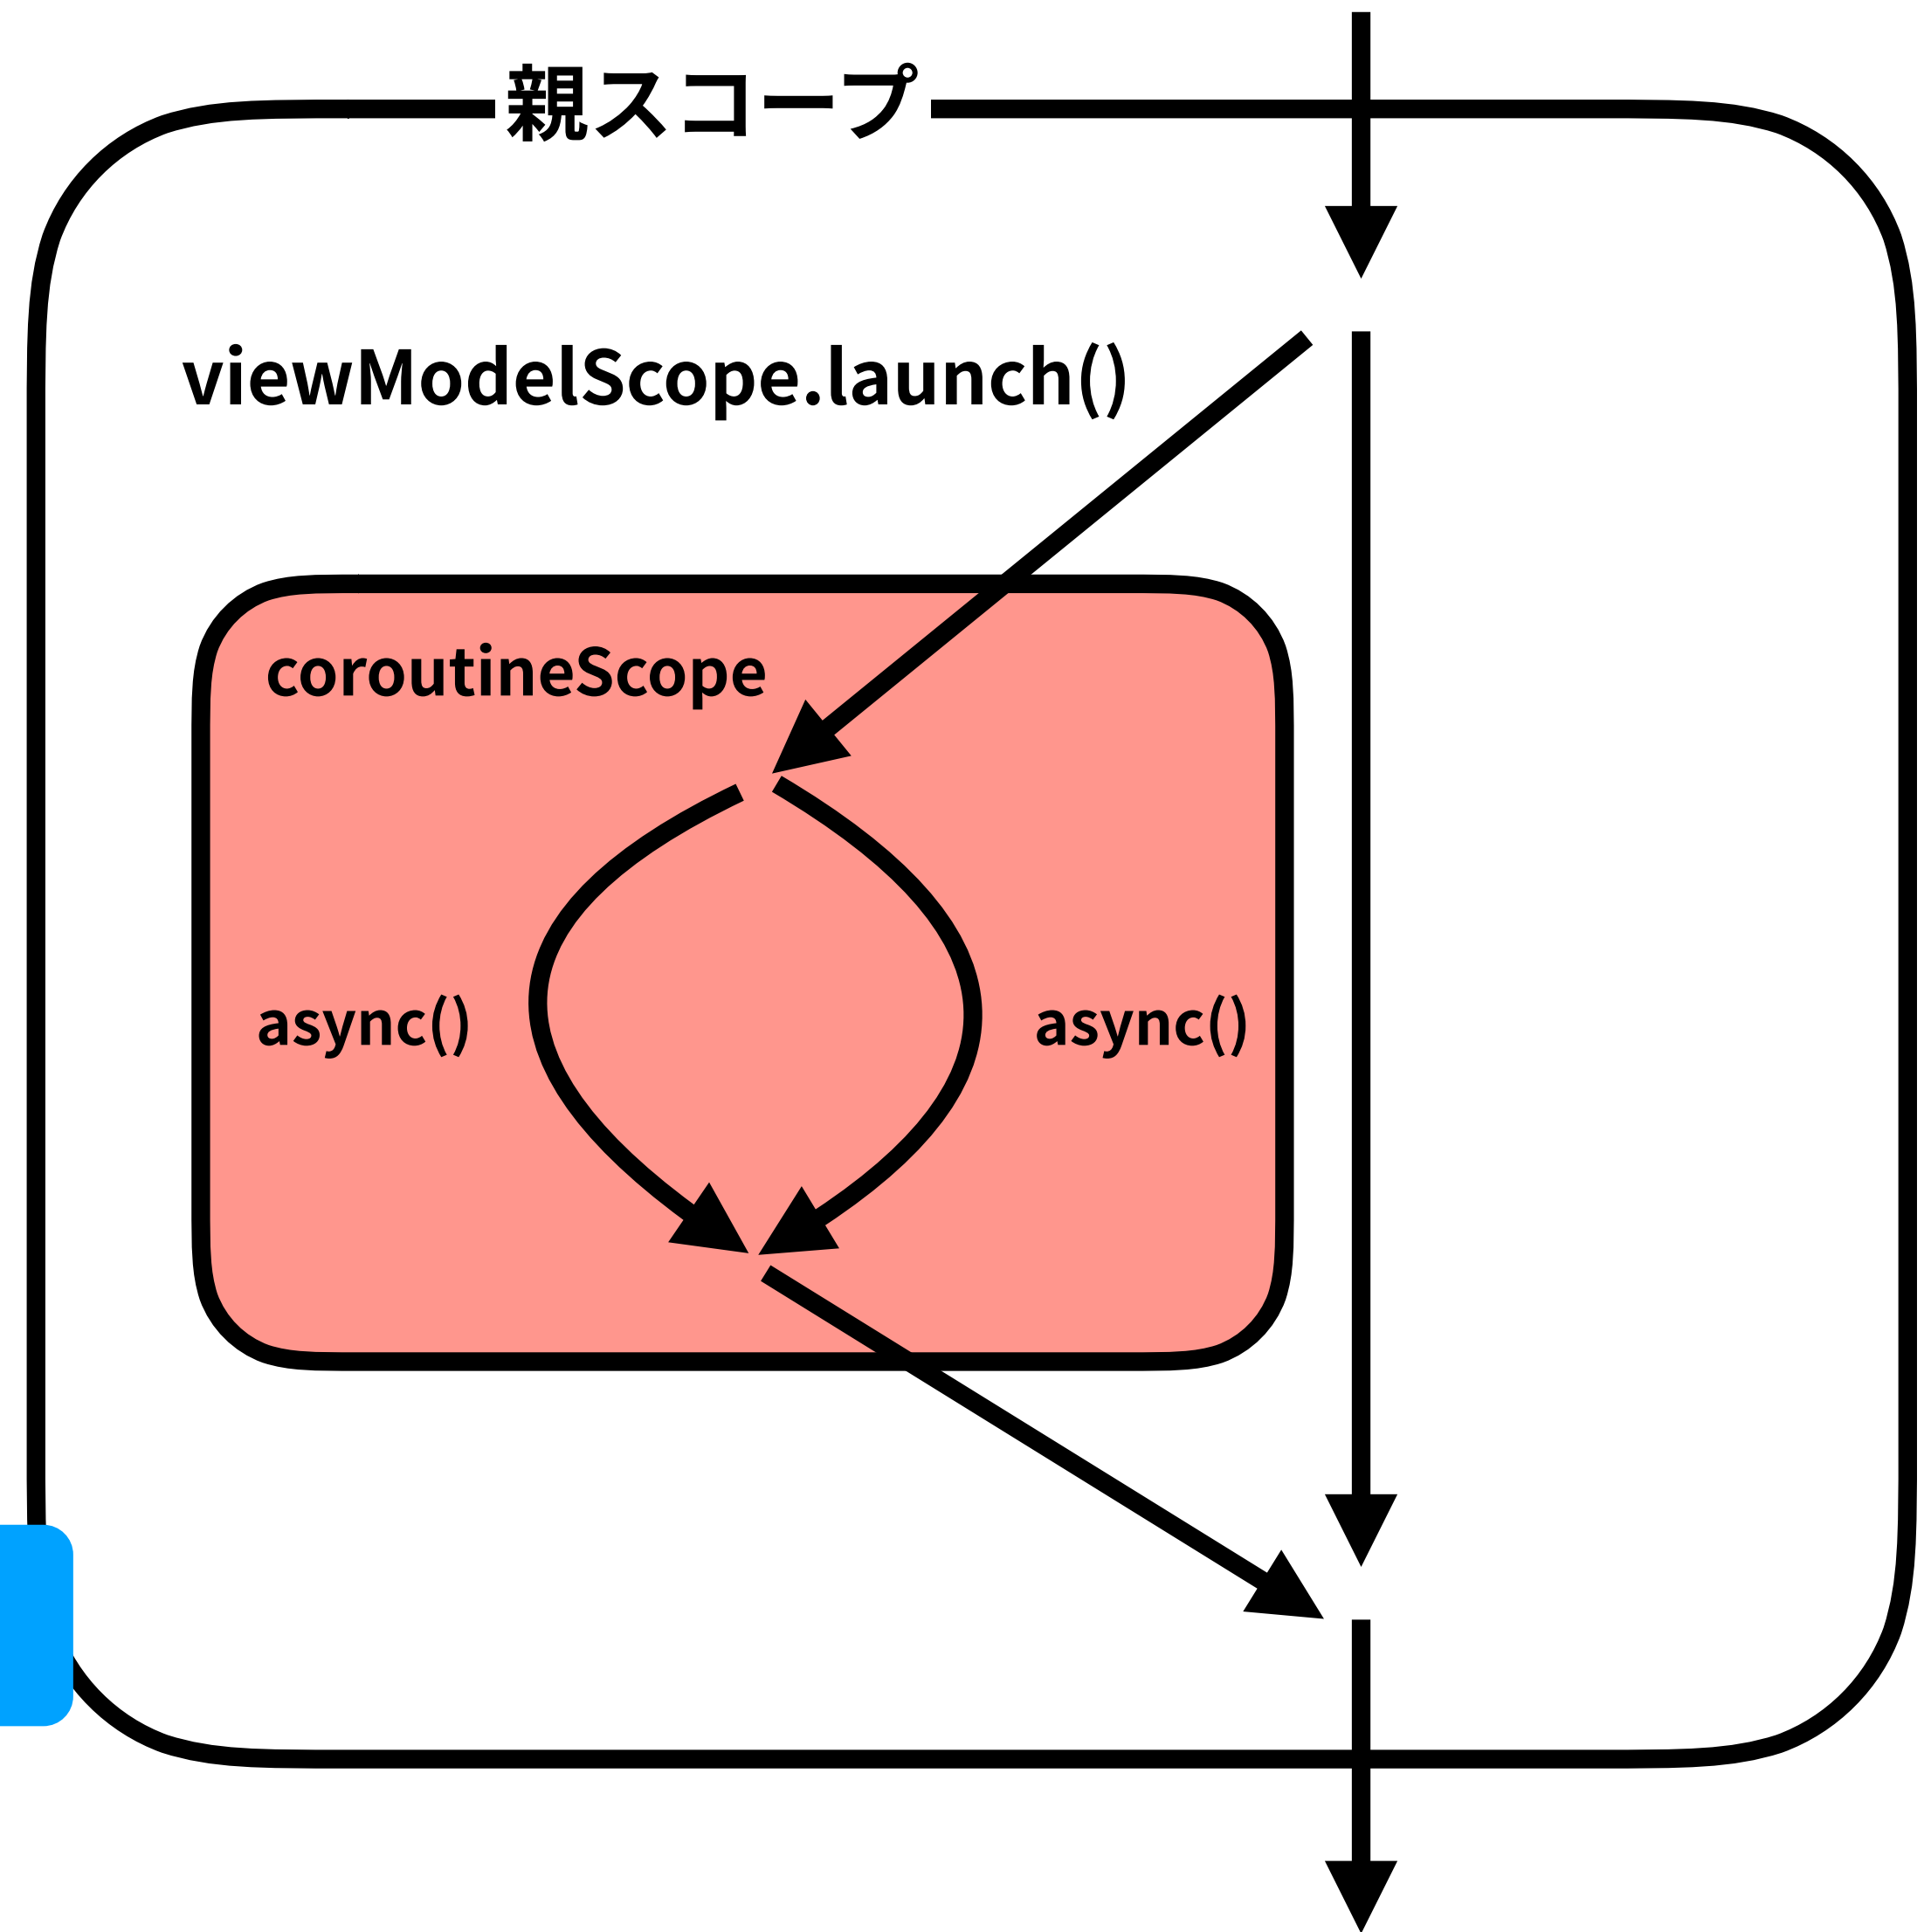 親スコープ
viewModelScope.launch()
coroutineScope
async()
async()